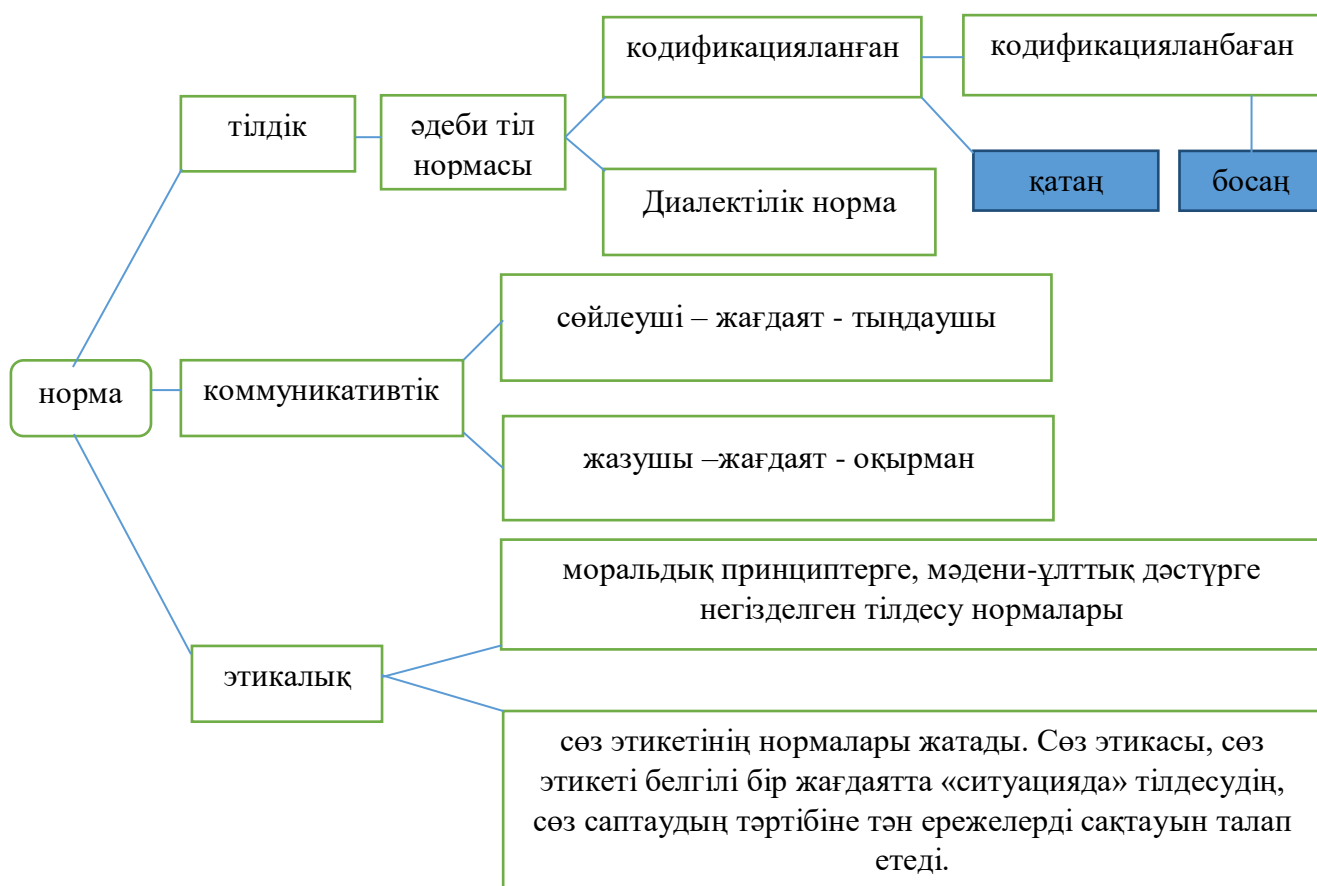 кодификацияланған
кодификацияланбаған
тілдік
әдеби тіл
нормасы
қатаң
босаң
Диалектілік норма
сөйлеуші – жағдаят - тыңдаушы
норма
коммуникативтік
жазушы –жағдаят - оқырман
моральдық принциптерге, мәдени-ұлттық дәстүрге
негізделген тілдесу нормалары
этикалық
сөз этикетінің нормалары жатады. Сөз этикасы, сөз
этикеті белгілі бір жағдаятта «ситуацияда» тілдесудің,
сөз саптаудың тәртібіне тән ережелерді сақтауын талап
етеді.